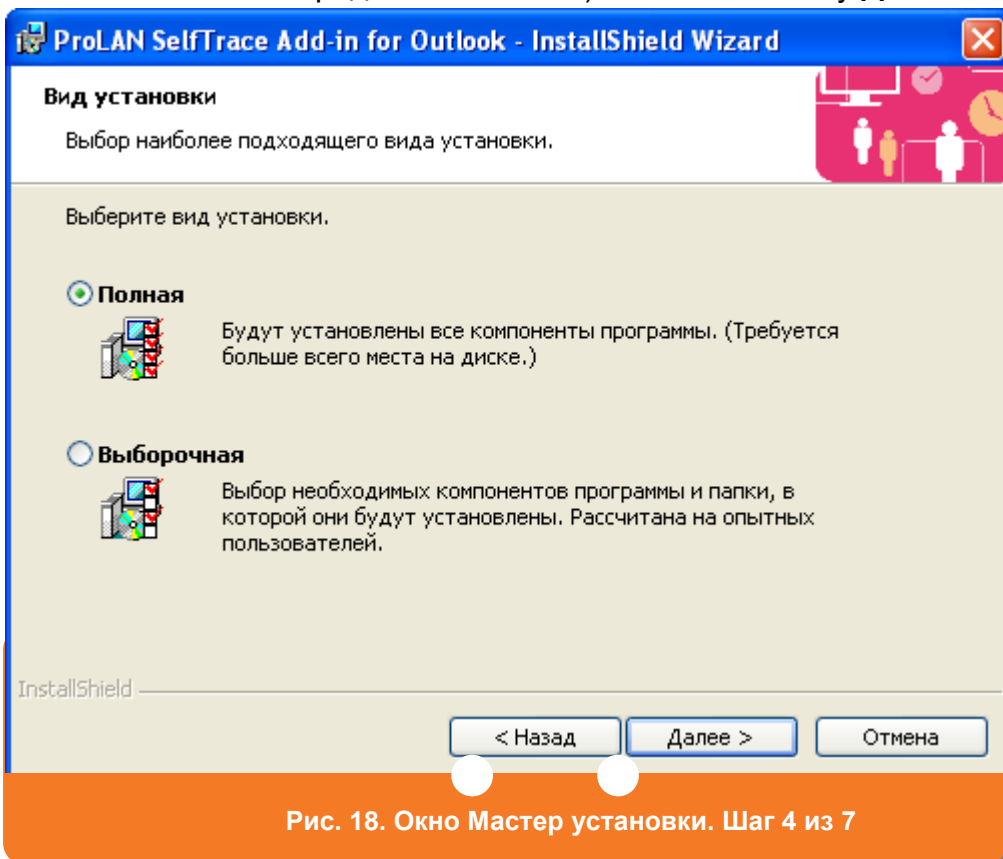 ProLAN SelfTrace Add-in for Outlook - InstallShield Wizard
Вид установки
Выбор наиболее подходящего вида установки.
Выберите вид установки.
Полная
Будут установлены все компоненты программы. (Требуется
больше всего места на диске.)
Выборочная
Выбор необходимых компонентов программы и папки, в
которой они будут установлены. Рассчитана на опытных
пользователей.
InstallShield
< Назад
Далее >
Отмена
Рис. 18. Окно Мастер установки. Шаг 4 из 7